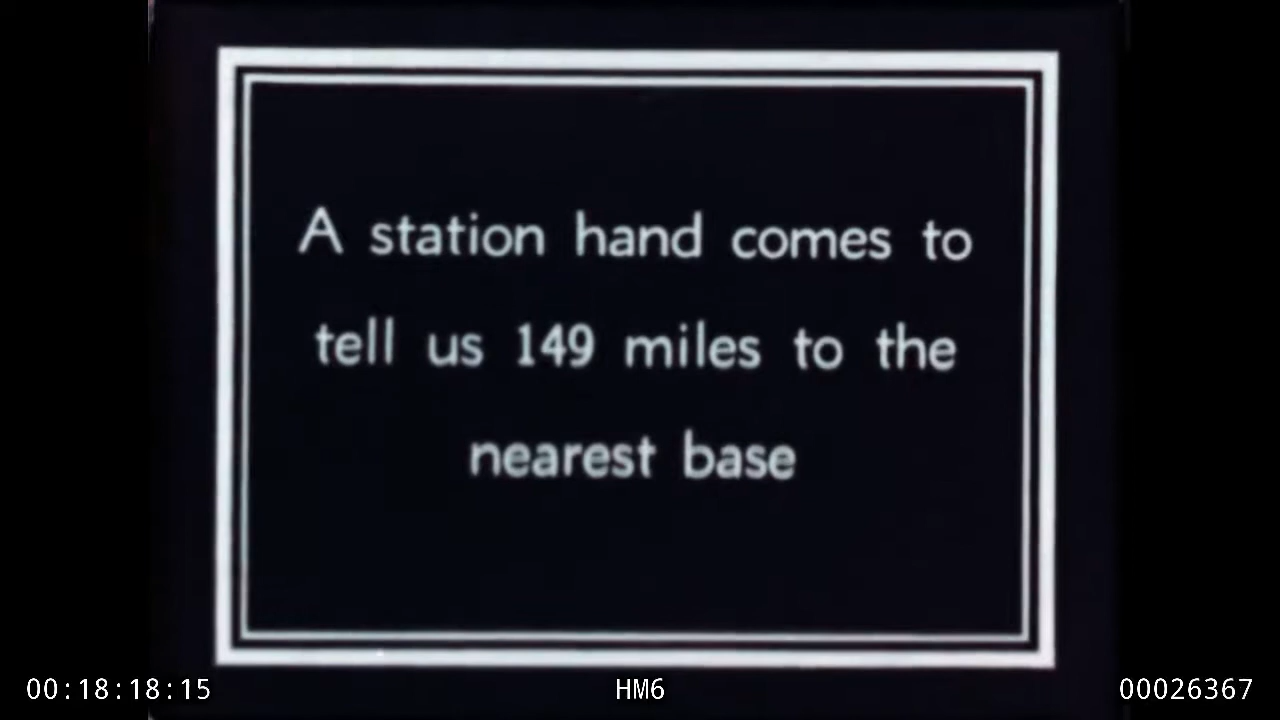 A station hand comes to
tell us 149 miles to the
nearest base
00:18:18:15
HM6
00026367